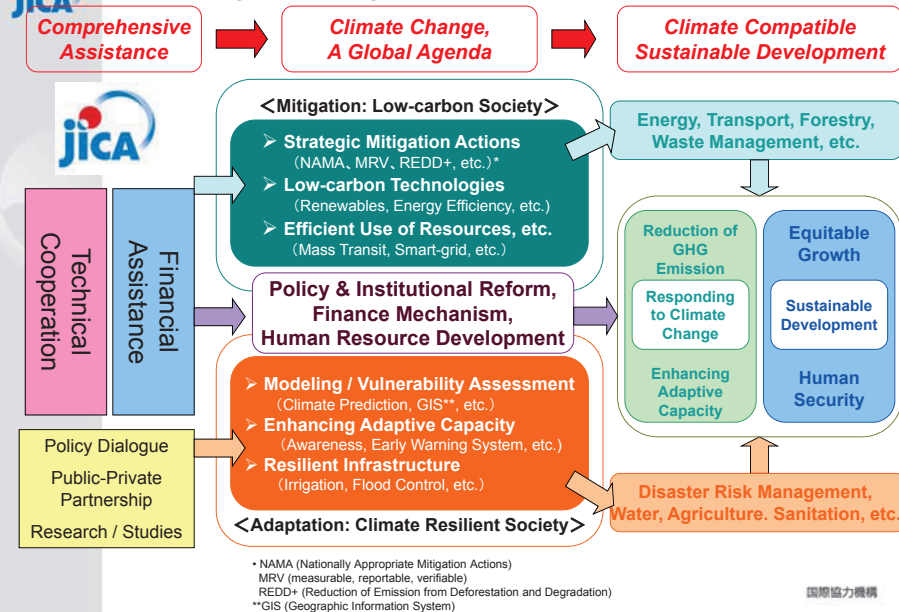 JICA
Comprehensive
Assistance
Climate Change,
A Global Agenda
Climate Compatible
Sustainable Development
jICA
<Mitigation: Low-carbon Society>
➢ Strategic Mitigation Actions
(NAMA、MRV、REDD+, etc.)*
➢ Low-carbon Technologies
(Renewables, Energy Efficiency, etc.)
➢ Efficient Use of Resources, etc.
(Mass Transit, Smart-grid, etc.)
Energy, Transport, Forestry,
Waste Management, etc.
Technical
Cooperation
Financial
Assistance
Policy & Institutional Reform,
Finance Mechanism,
Human Resource Development
Reduction of
GHG
Emission
Responding
to Climate
Change
Enhancing
Adaptive
Capacity
Equitable
Growth
Sustainable
Development
Human
Security
Policy Dialogue
Public-Private
Partnership
Research / Studies
➢ Modeling / Vulnerability Assessment
(Climate Prediction, GIS**, etc.)
➢ Enhancing Adaptive Capacity
(Awareness, Early Warning System, etc.)
➢ Resilient Infrastructure
(Irrigation, Flood Control, etc.)
<Adaptation: Climate Resilient Society>
Disaster Risk Management,
Water, Agriculture. Sanitation, etc.
• NAMA (Nationally Appropriate Mitigation Actions)
MRV (measurable, reportable, verifiable)
REDD+ (Reduction of Emission from Deforestation and Degradation)
**GIS (Geographic Information System)
国際協力機構